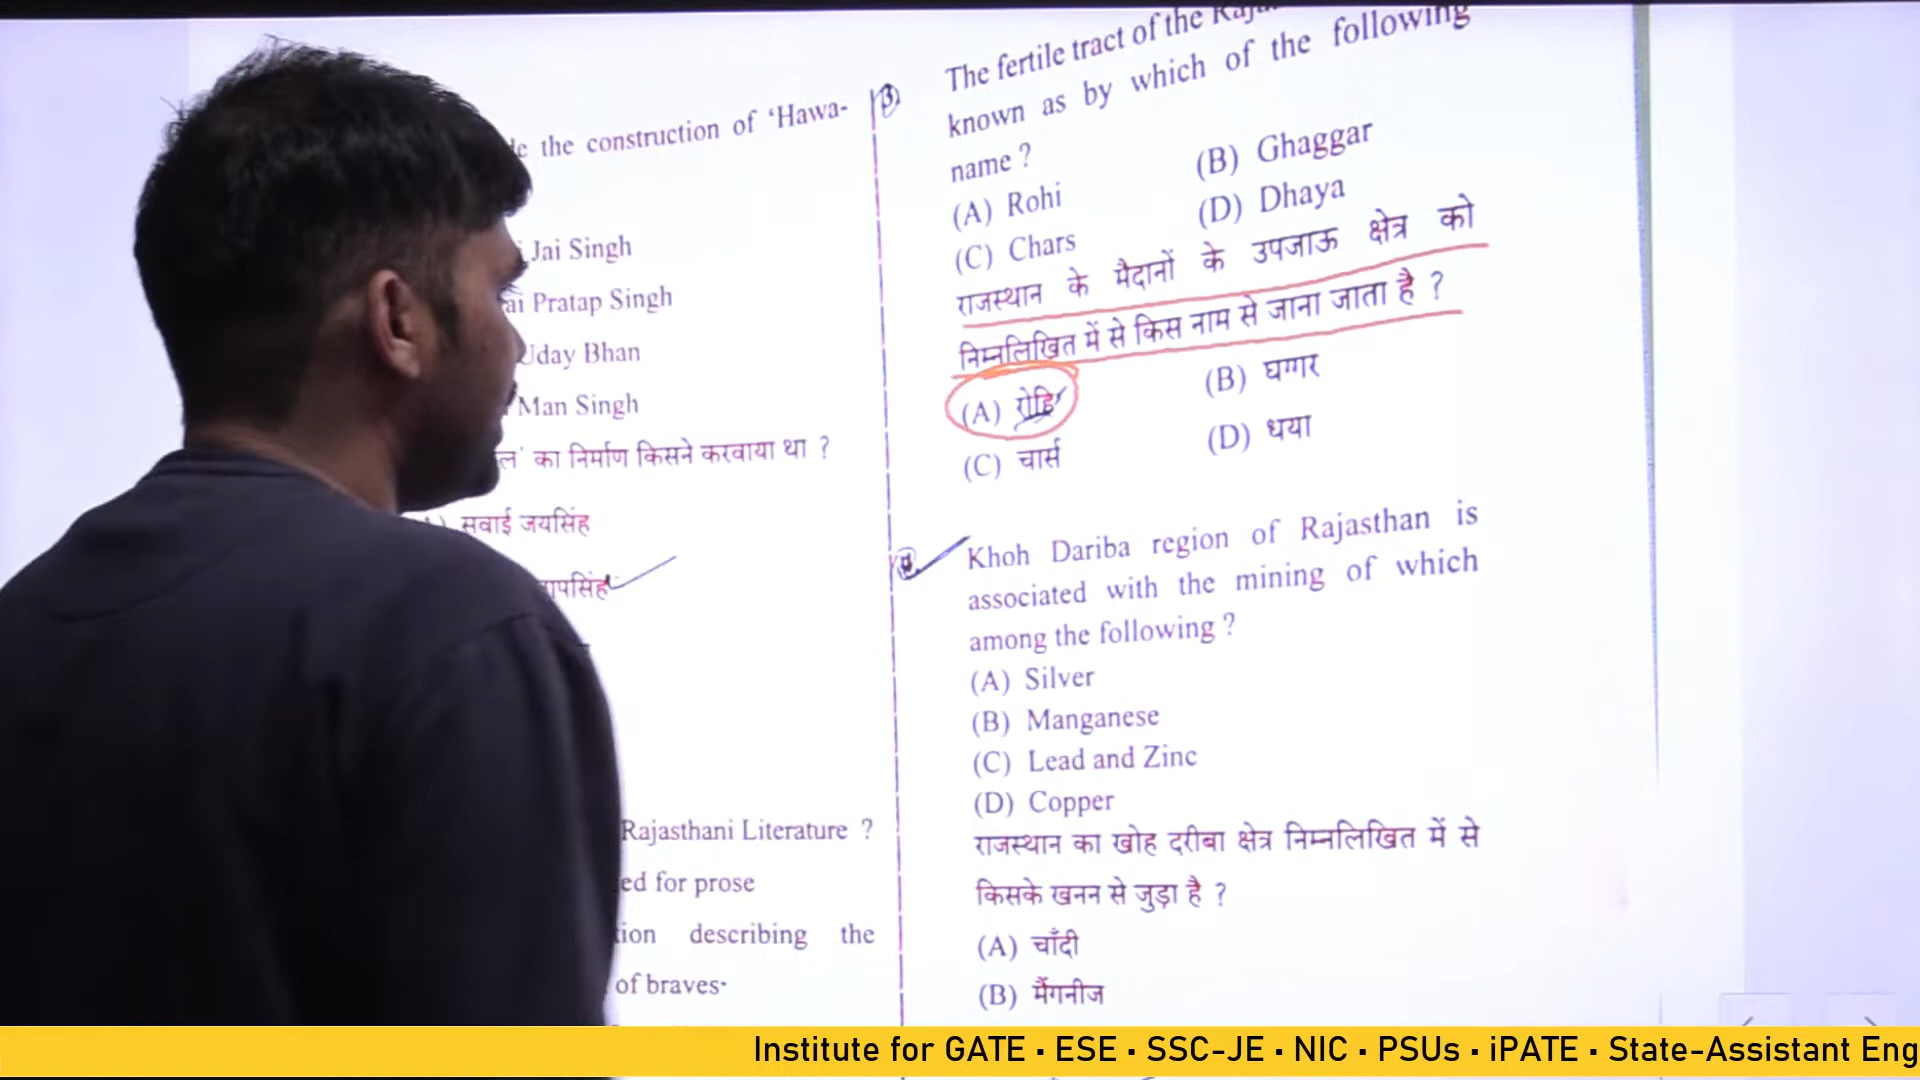 the construction of ‘Hawa-
Jai Singh
Pratap Singh
Uday Bhan
Man Singh
का निर्माण किसने करवाया था ?
सवाई जयसिंह
Rajasthani Literature ?
for prose
describing the
of braves-
3
The fertile tract of the
known as by which of the following
name ?
(A) Rohi
(B) Ghaggar
(C) Chars
(D) Dhaya
राजस्थान के मैदानों के उपजाऊ क्षेत्र को
निम्नलिखित में से किस नाम से जाना जाता है ?
(A) रोहि
(B) घग्गर
(C) चार्स
(D) धया
Khoh Dariba region of Rajasthan is
associated with the mining of which
among the following ?
(A) Silver
(B) Manganese
(C) Lead and Zinc
(D) Copper
राजस्थान का खोह दरीबा क्षेत्र निम्नलिखित में से
किसके खनन से जुड़ा है ?
(A) चाँदी
(B) मैंगनीज
Institute for GATE • ESE • SSC-JE • NIC • PSUs • iPATE • State-Assistant Eng